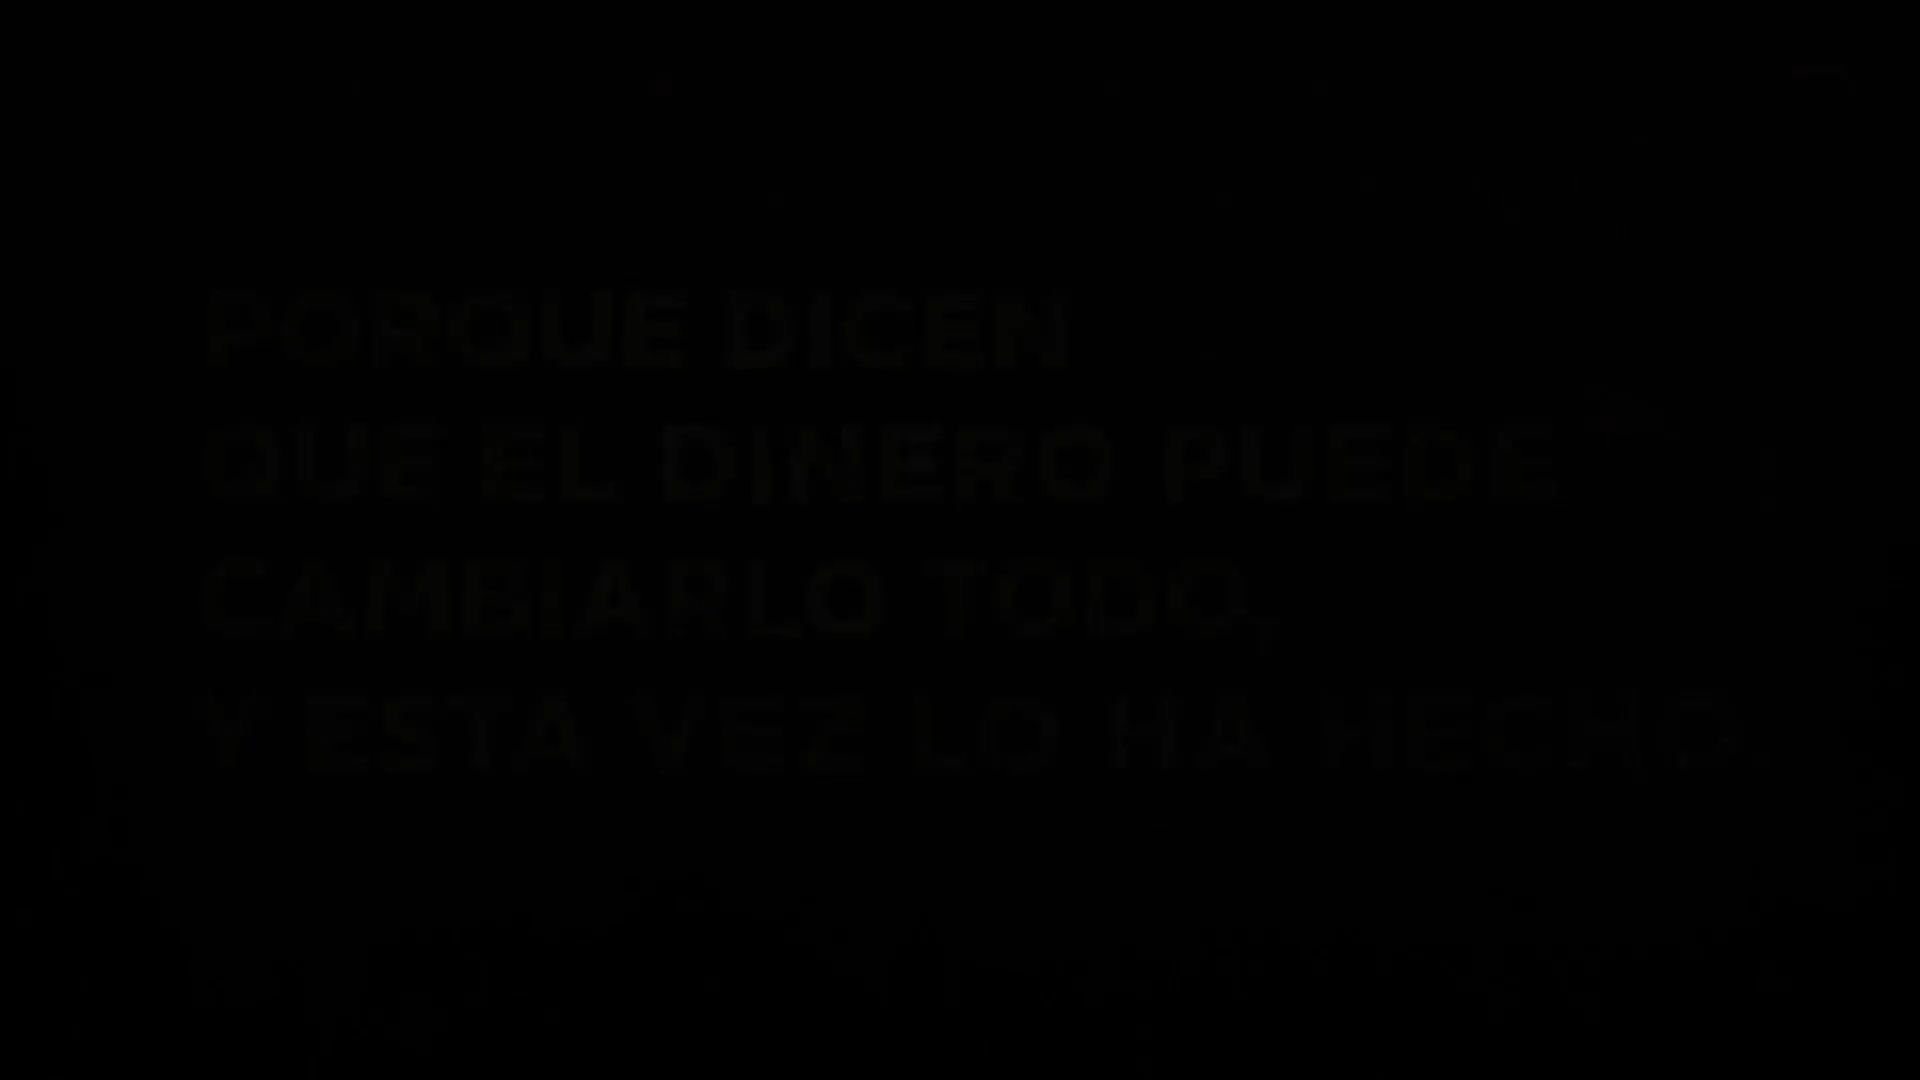 PORQUE DICEN
QUE EL DINERO PUEDE
CAMBIARLO TODO,
Y ESTA VEZ LO HA HECHO.